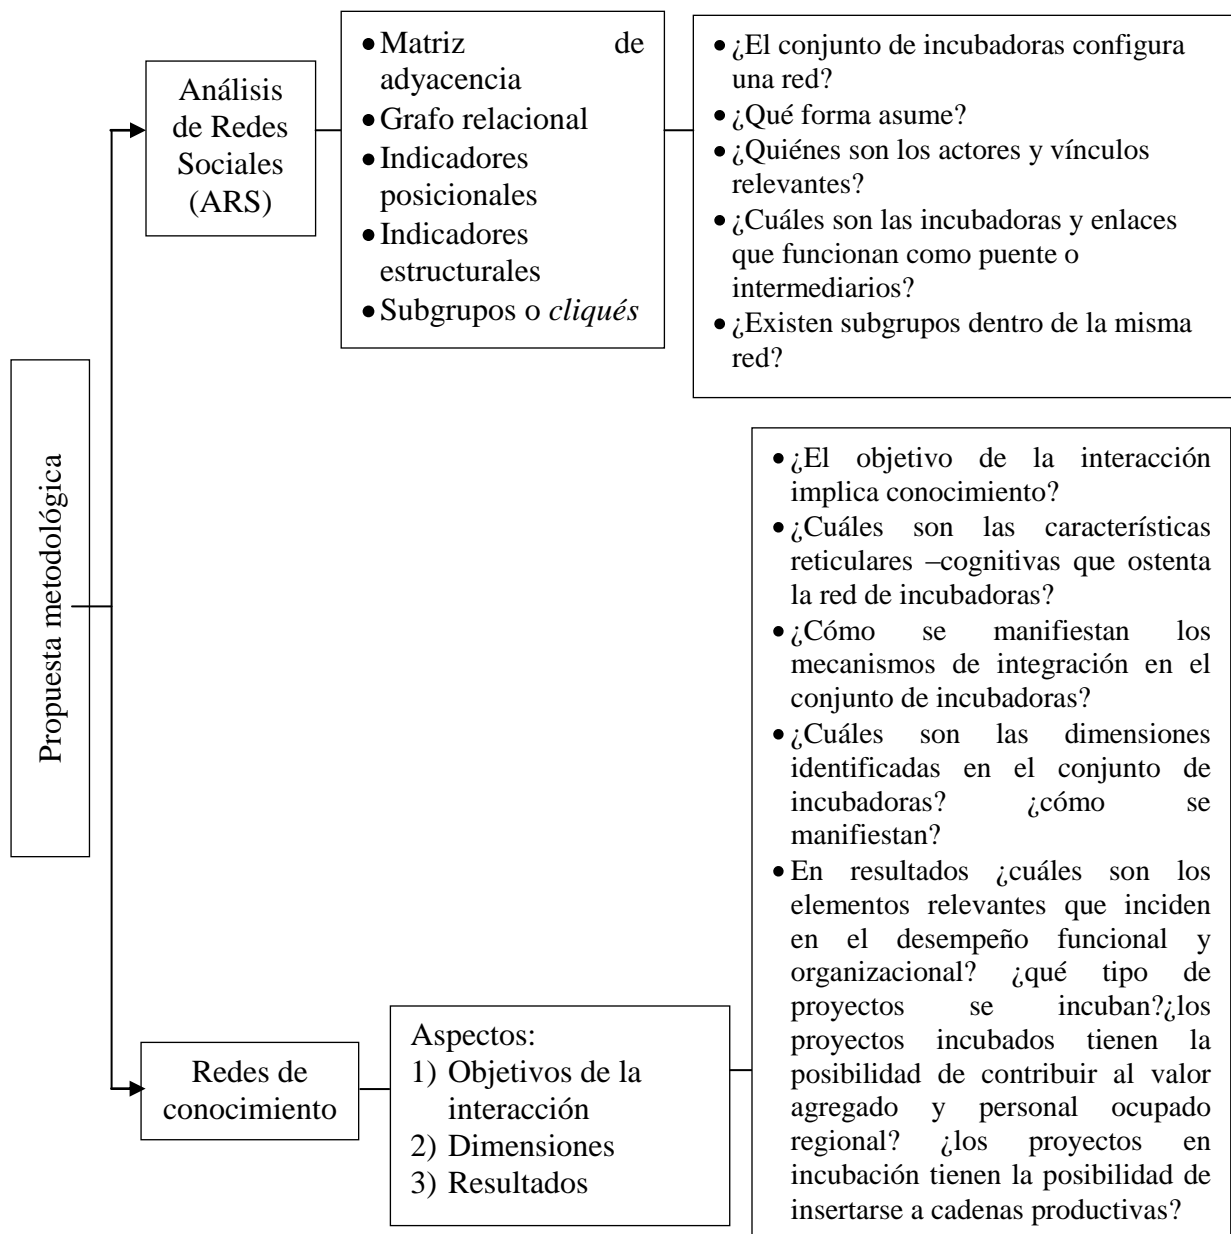 Propuesta metodológica
Análisis
de Redes
Sociales
(ARS)
• Matriz de
adyacencia
• Grafo relacional
• Indicadores
posicionales
• Indicadores
estructurales
• Subgrupos o cliqués
• ¿El conjunto de incubadoras configura
una red?
• ¿Qué forma asume?
• ¿Quiénes son los actores y vínculos
relevantes?
• ¿Cuáles son las incubadoras y enlaces
que funcionan como puente o
intermediarios?
• ¿Existen subgrupos dentro de la misma
red?
Redes de
conocimiento
Aspectos:
1) Objetivos de la
interacción
2) Dimensiones
3) Resultados
• ¿El objetivo de la interacción
implica conocimiento?
• ¿Cuáles son las características
reticulares –cognitivas que ostenta
la red de incubadoras?
• ¿Cómo se manifiestan los
mecanismos de integración en el
conjunto de incubadoras?
• ¿Cuáles son las dimensiones
identificadas en el conjunto de
incubadoras? ¿cómo se
manifiestan?
• En resultados ¿cuáles son los
elementos relevantes que inciden
en el desempeño funcional y
organizacional? ¿qué tipo de
proyectos se incuban?¿los
proyectos incubados tienen la
posibilidad de contribuir al valor
agregado y personal ocupado
regional? ¿los proyectos en
incubación tienen la posibilidad de
insertarse a cadenas productivas?